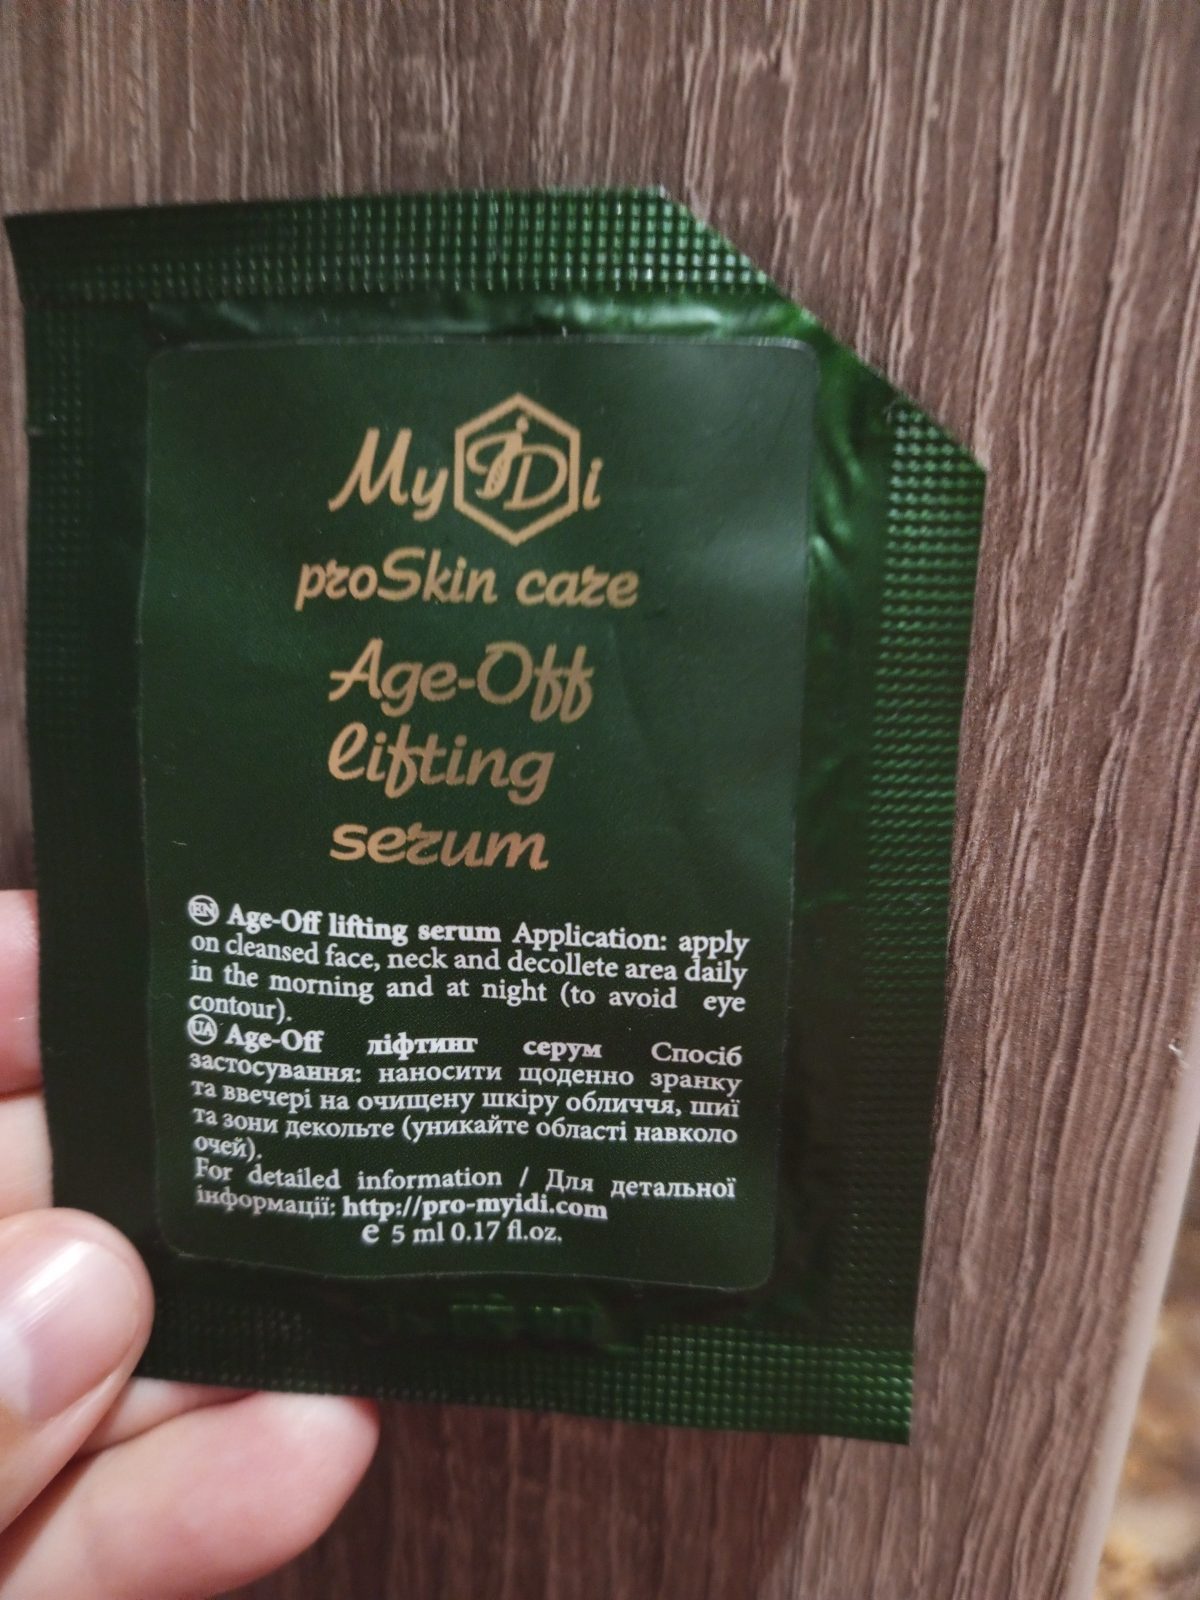 MyiDi
proSkin care
Age-Off
lifting
serum
EN Age-Off lifting serum Application: apply
on cleansed face, neck and decollete area daily
in the morning and at night (to avoid eye
contour).
UA Age-Off ліфтинг серум Спосіб
застосування: наносити щоденно зранку
та ввечері на очищену шкіру обличчя, шиї
та зони декольте (уникайте області навколо
очей).
For detailed information / Для детальної
інформації: http://pro-myidi.com
e 5 ml 0.17 fl.oz.